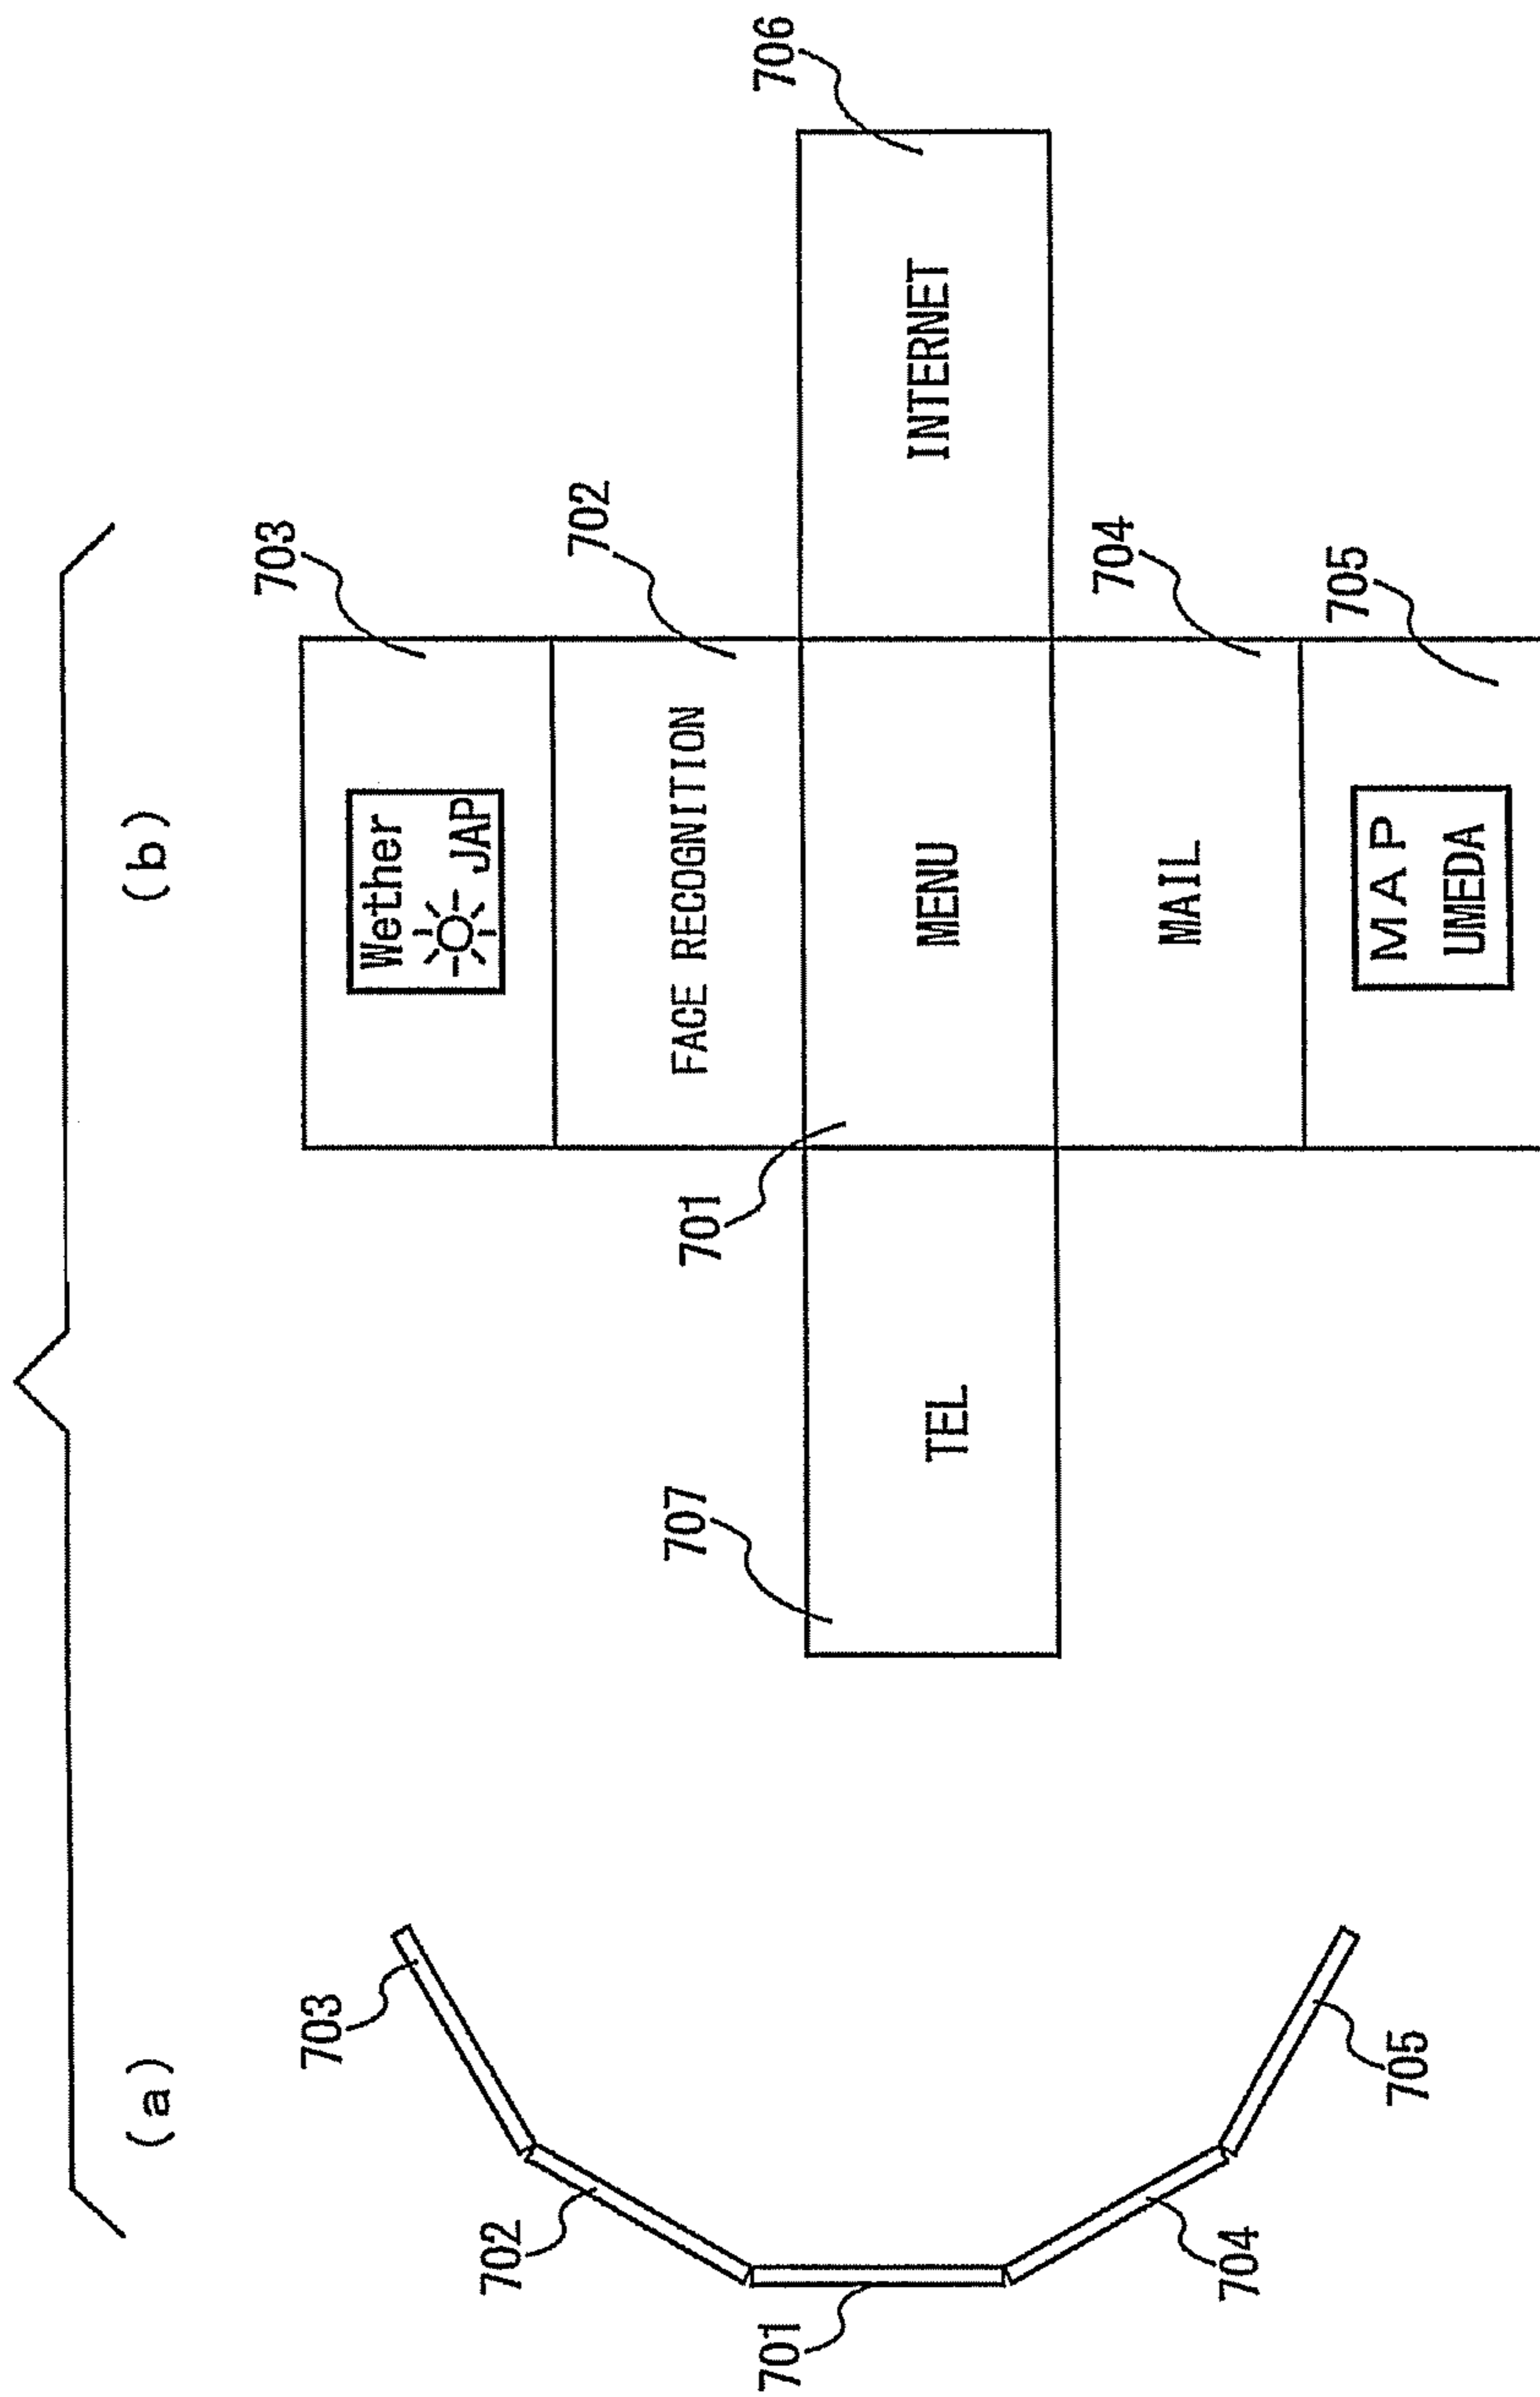 (a)
703
702
701
704
705
(b)
703
702
706
Wether
JAP
FACE RECOGNITION
701
707
TEL
MENU
INTERNET
704
MAIL
705
MAP
UMEDA